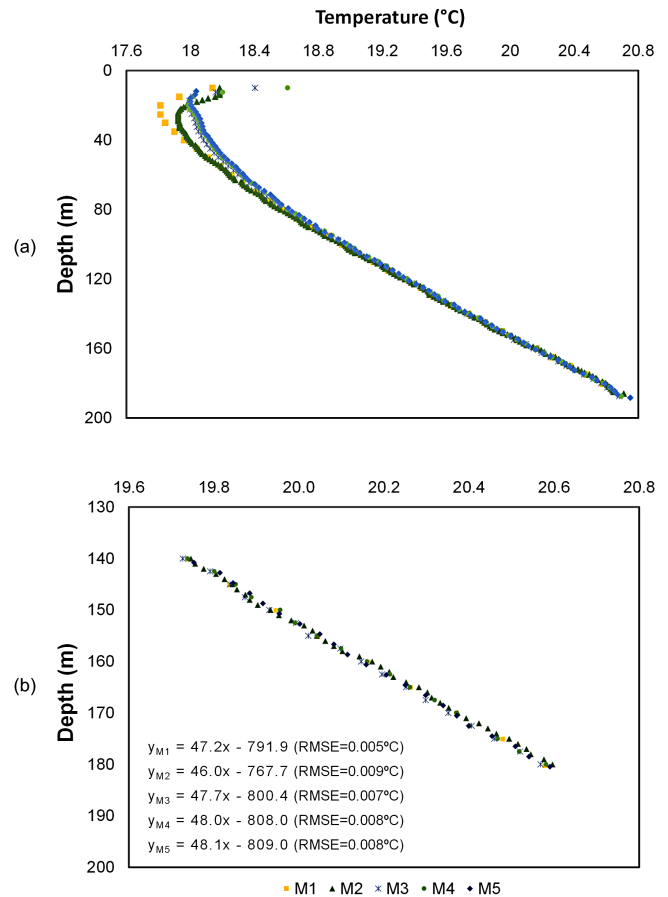 Temperature (°C)
17.6 18 18.4 18.8 19.2 19.6 20 20.4 20.8
0
40
80
120
160
200
Depth (m)
(a)
19.6 19.8 20.0 20.2 20.4 20.6 20.8
130
140
150
160
170
180
190
200
Depth (m)
(b)
yM1 = 47.2x - 791.9 (RMSE=0.005ºC)
yM2 = 46.0x - 767.7 (RMSE=0.009ºC)
yM3 = 47.7x - 800.4 (RMSE=0.007ºC)
yM4 = 48.0x - 808.0 (RMSE=0.008ºC)
yM5 = 48.1x - 809.0 (RMSE=0.008ºC)
M1 M2 M3 M4 M5